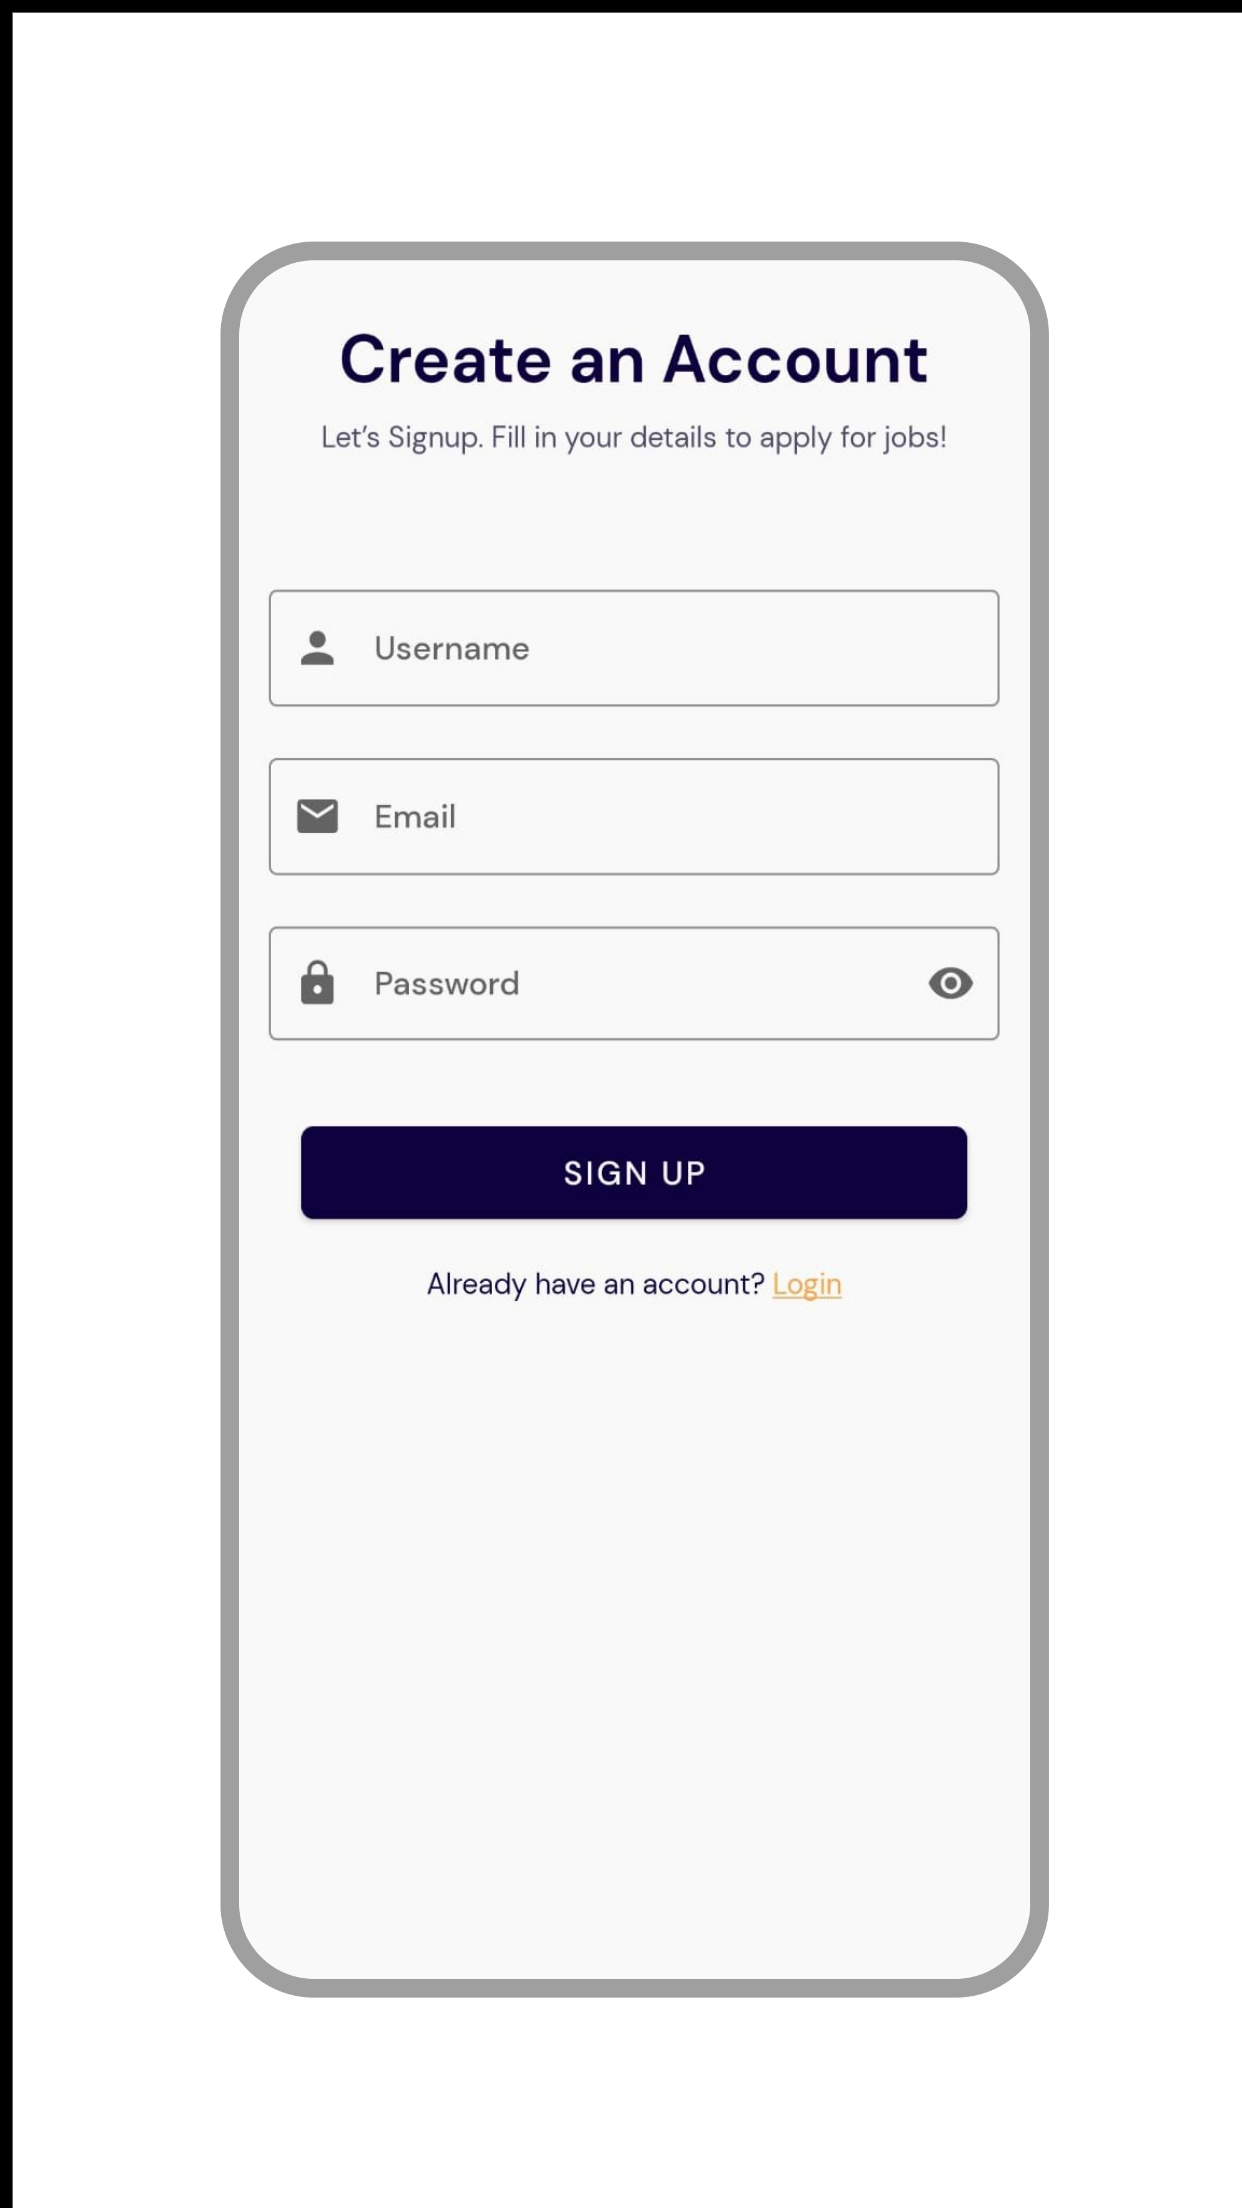 Create an Account
Let's Signup. Fill in your details to apply for jobs!
Username
Email
Password
SIGN UP
Already have an account? Login